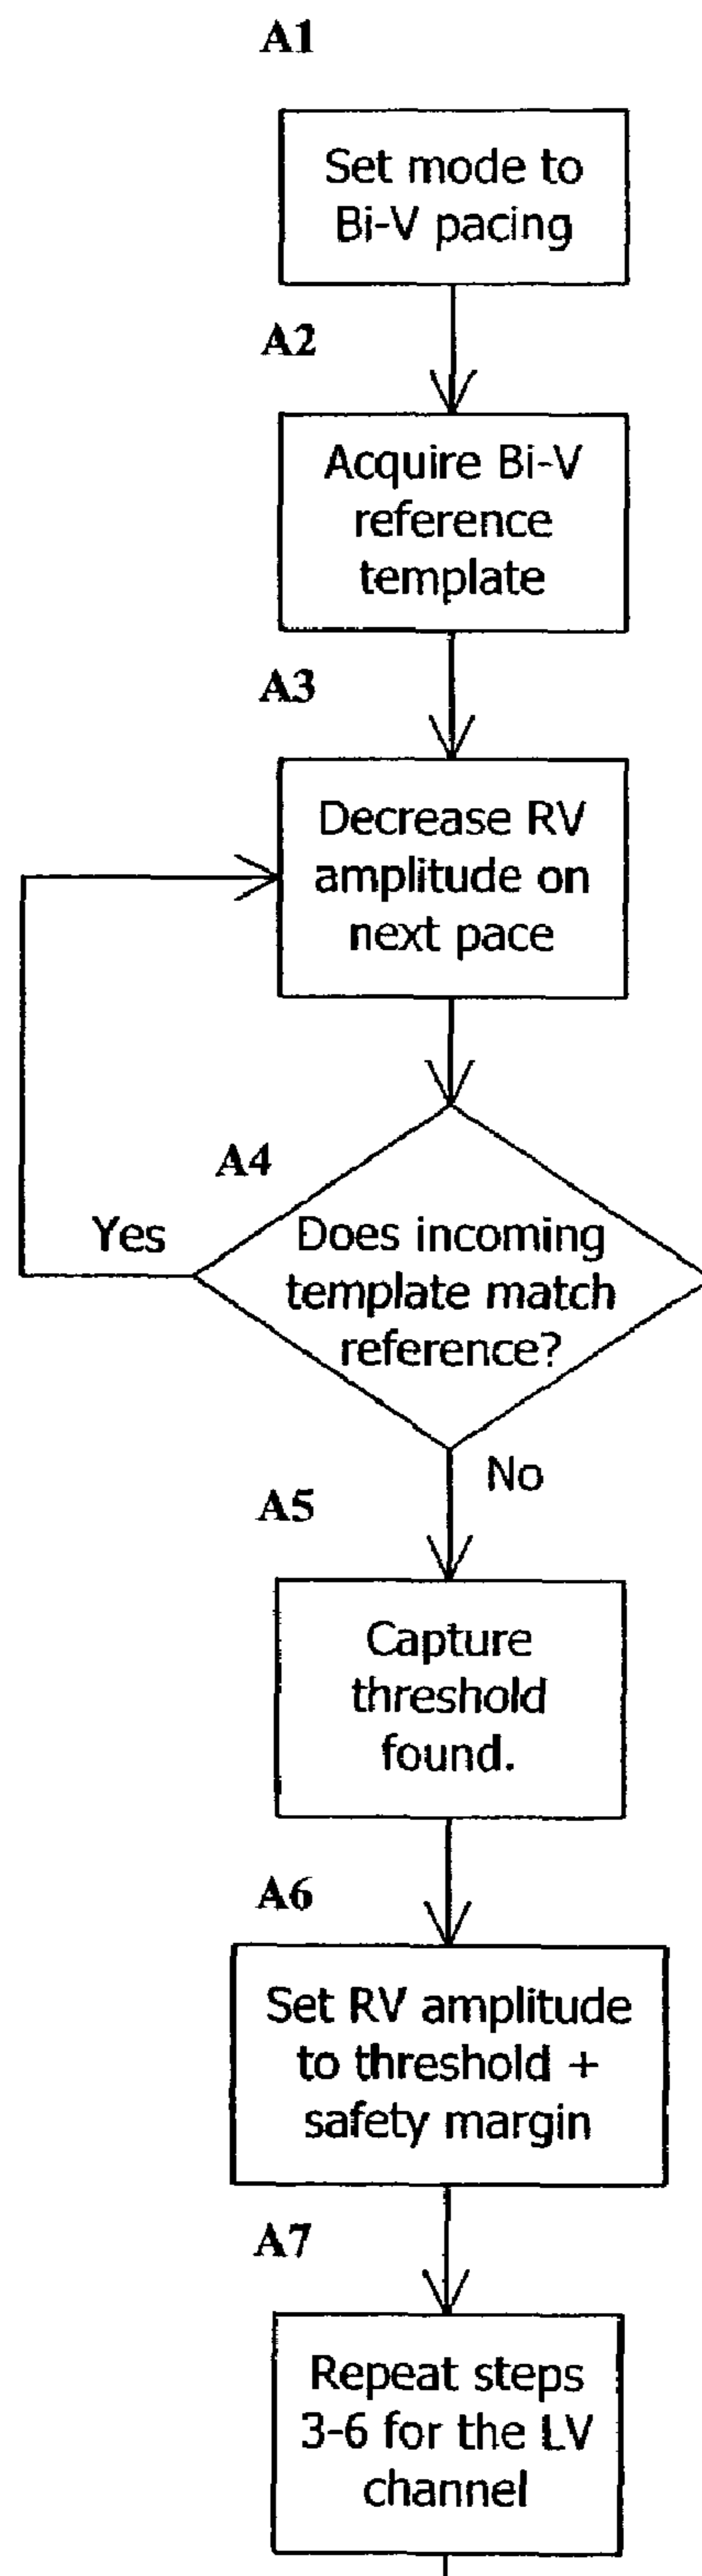 A1
Set mode to
Bi-V pacing
A2
Acquire Bi-V
reference
template
A3
Decrease RV
amplitude on
next pace
A4
Yes
Does incoming
template match
reference?
No
A5
Capture
threshold
found.
A6
Set RV amplitude
to threshold +
safety margin
A7
Repeat steps
3-6 for the LV
channel